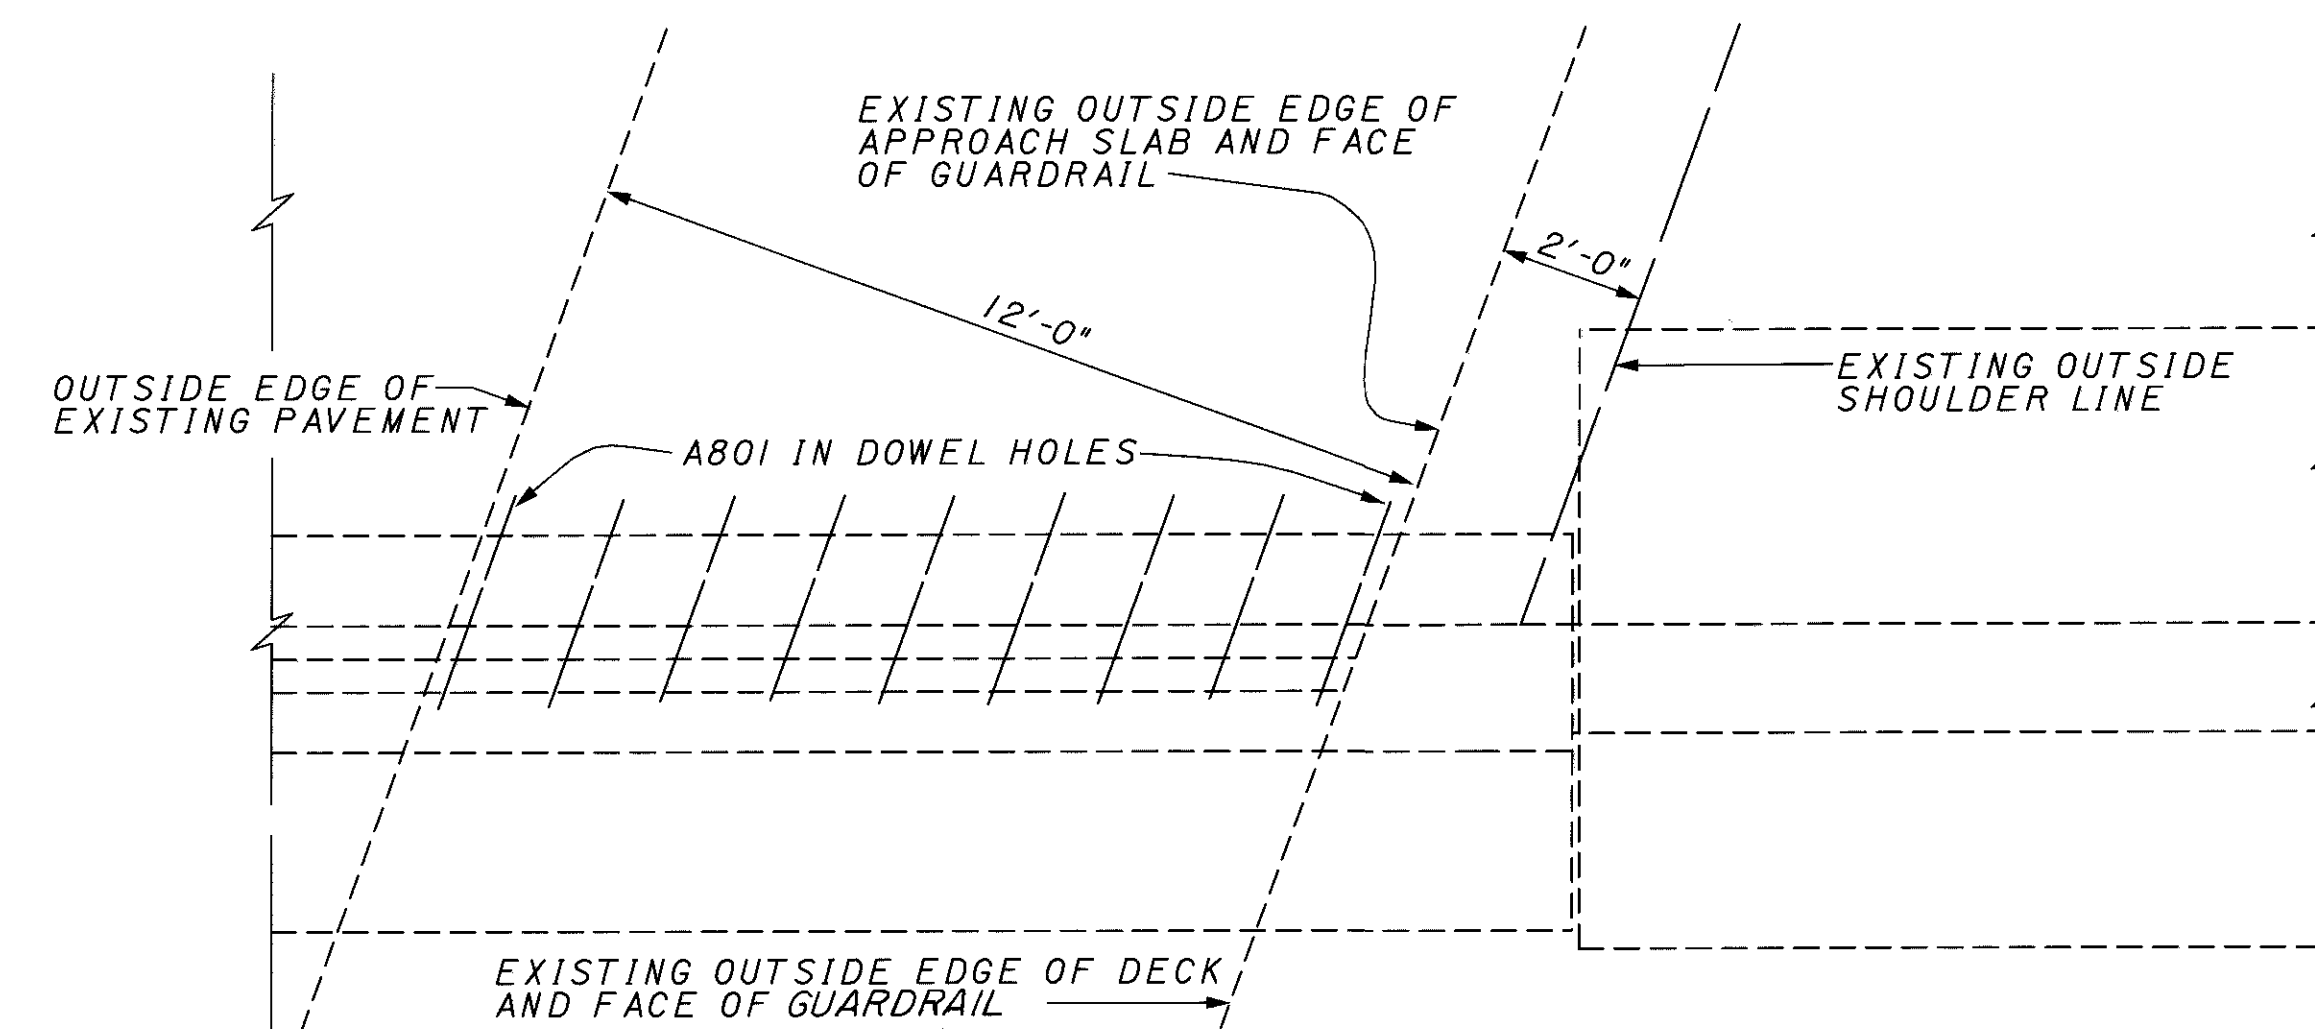 EXISTING OUTSIDE EDGE OF
APPROACH SLAB AND FACE
OF GUARDRAIL
2'-0"
12'-0"
OUTSIDE EDGE OF
EXISTING PAVEMENT
EXISTING OUTSIDE
SHOULDER LINE
A801 IN DOWEL HOLES
EXISTING OUTSIDE EDGE OF DECK
AND FACE OF GUARDRAIL